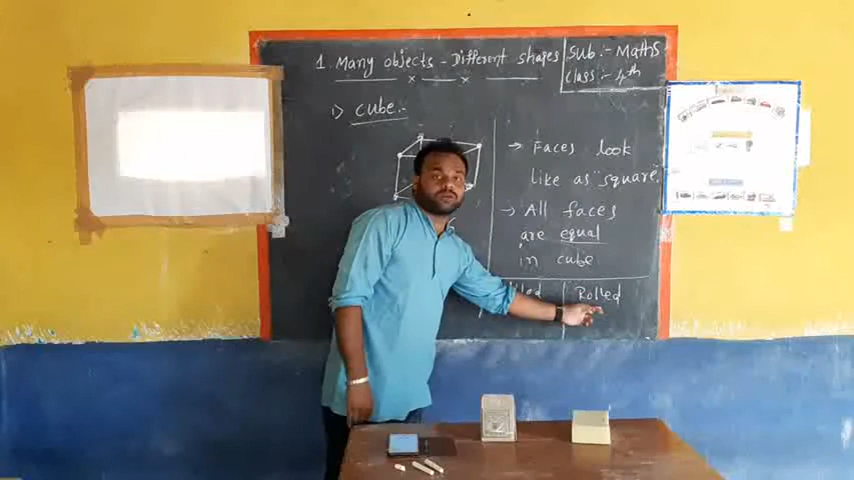 1. Many objects - Different shapes
Sub :- Maths
Class :- 4th
1) Cube :-
→ Faces look
like as "square".
→ All faces
are equal
in cube
Rolled